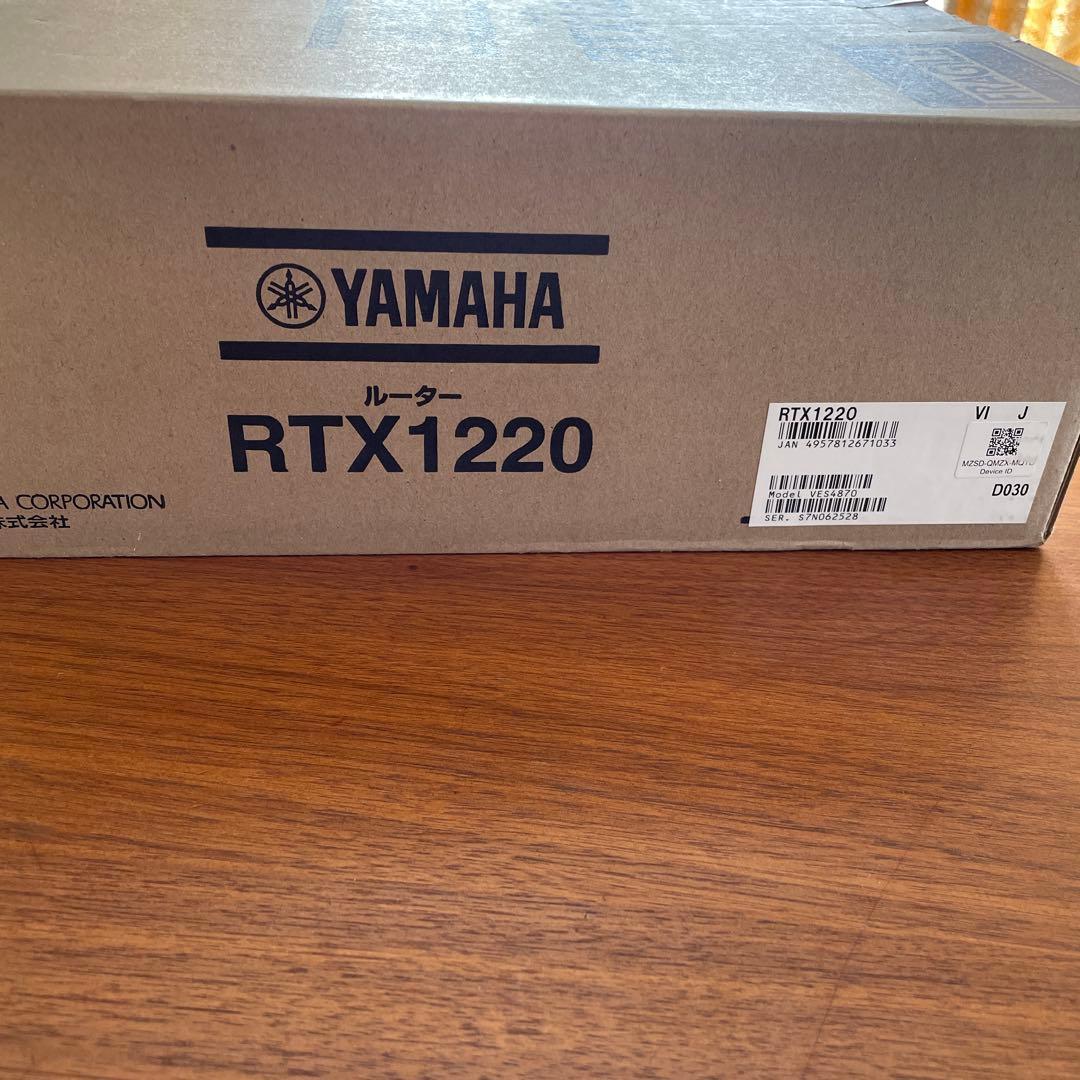 YAMAHA
ルーター
RTX1220
A CORPORATION
株式会社
RTX1220
VI J
JAN 4957812671033
Device ID
Model VES4870
D030
SER. S7N062528